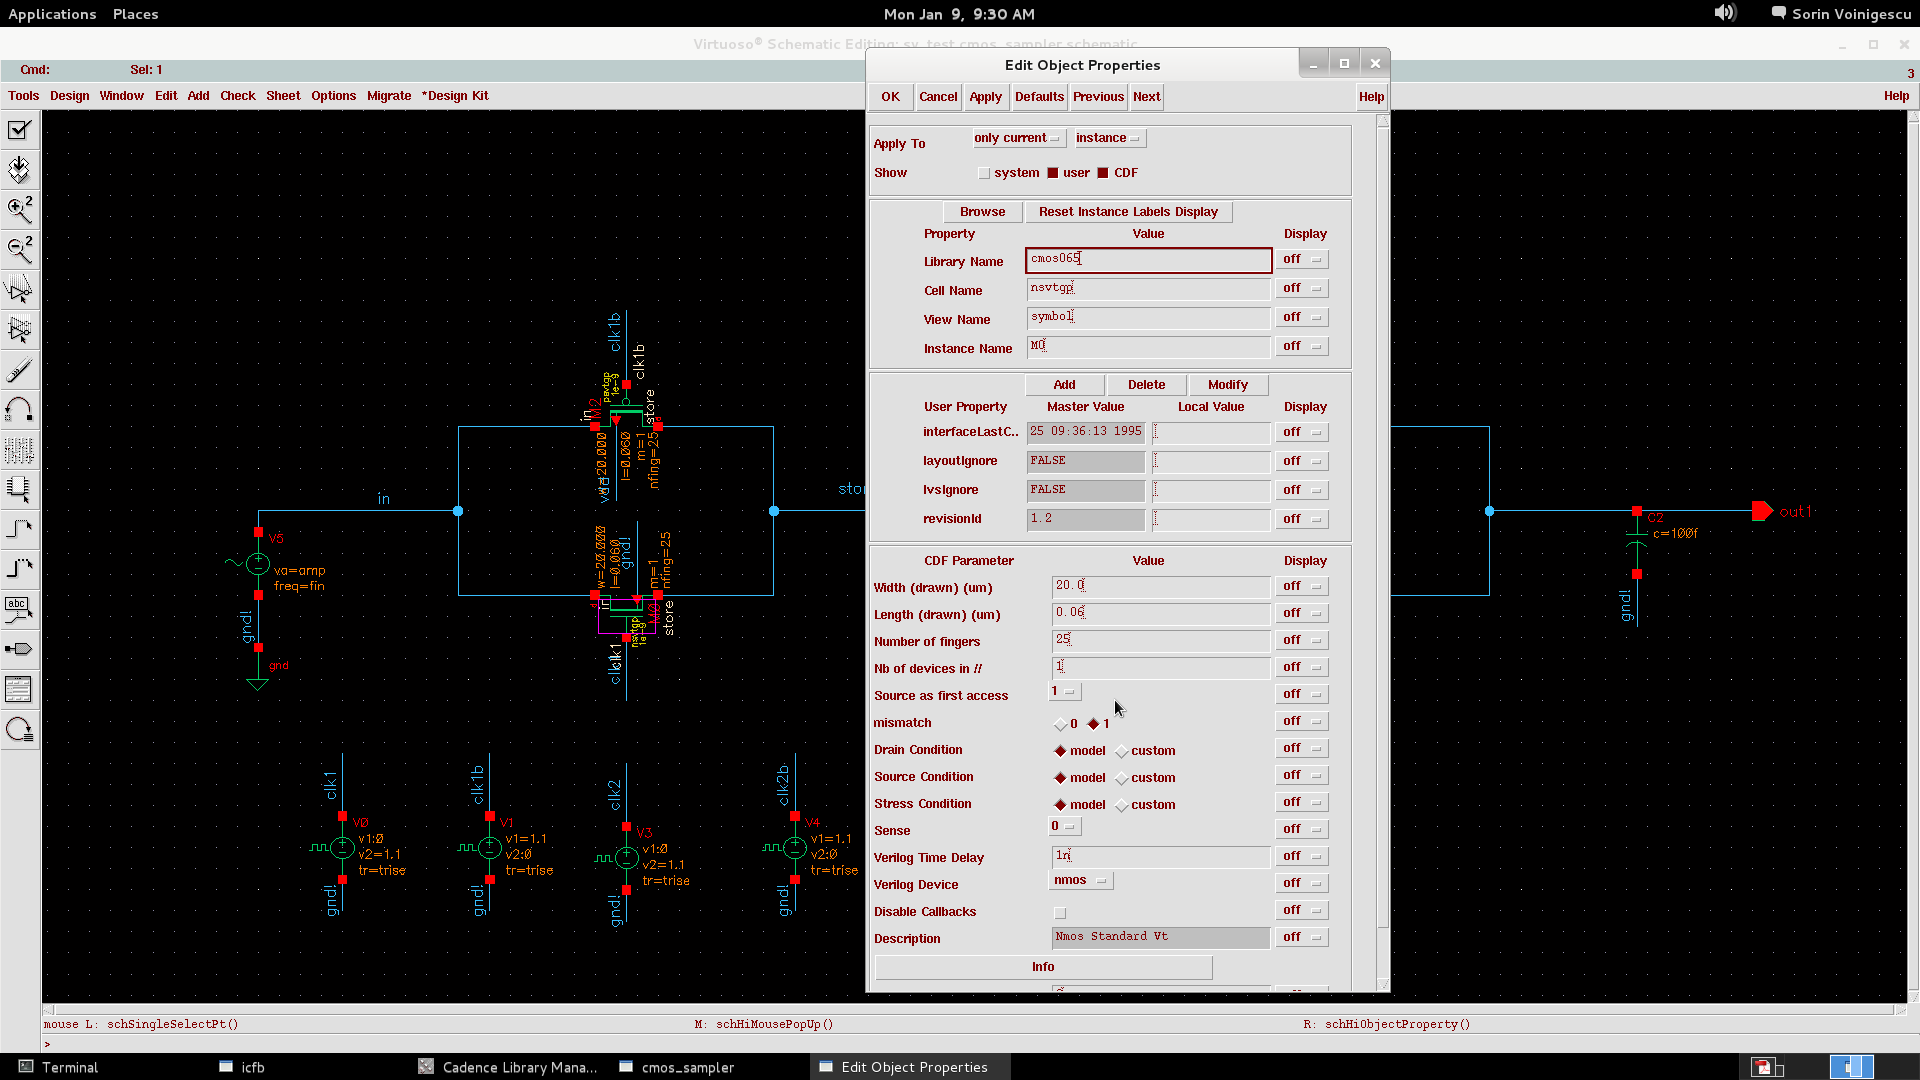 Applications Places
Mon Jan 9, 9:30 AM
Sorin Voinigescu
Virtuoso® Schematic Editing: sv_test cmos_sampler schematic
Cmd: Sel: 1
3
Tools Design Window Edit Add Check Sheet Options Migrate *Design Kit
Help
Edit Object Properties
OK Cancel Apply Defaults Previous Next Help
Apply To only current instance
Show system user CDF
Browse Reset Instance Labels Display
Property Value Display
Library Name cmos065 off
Cell Name nsvtgp off
View Name symbol off
Instance Name M0 off
Add Delete Modify
User Property Master Value Local Value Display
interfaceLastC.. 25 09:36:13 1995 off
layoutIgnore FALSE off
lvsIgnore FALSE off
revisionId 1.2 off
CDF Parameter Value Display
Width (drawn) (um) 20.0 off
Length (drawn) (um) 0.06 off
Number of fingers 25 off
Nb of devices in // 1 off
Source as first access 1 off
mismatch 0 1 off
Drain Condition model custom off
Source Condition model custom off
Stress Condition model custom off
Sense 0 off
Verilog Time Delay 1n off
Verilog Device nmos off
Disable Callbacks off
Description Nmos Standard Vt off
Info
2
2
abc
clk1b
clk1b
psvtgp
1e-9
M2
in
store
w=20.000
l=0.060
m=1
nfing=25
vdd
in
stor
V5
va=amp
freq=fin
gnd!
gnd
w=20.000
l=0.060
gnd!
m=1
nfing=25
in
M0
store
nsvtgp
1e-9
clk1
clk1
clk1
V0
v1:0
v2=1.1
tr=trise
gnd!
clk1b
V1
v1=1.1
v2:0
tr=trise
gnd!
clk2
V3
v1:0
v2=1.1
tr=trise
gnd!
clk2b
V4
v1=1.1
v2:0
tr=trise
gnd!
C2
c=100f
gnd!
out1
mouse L: schSingleSelectPt()
M: schHiMousePopUp()
R: schHiObjectProperty()
>
Terminal
icfb
Cadence Library Mana...
cmos_sampler
Edit Object Properties